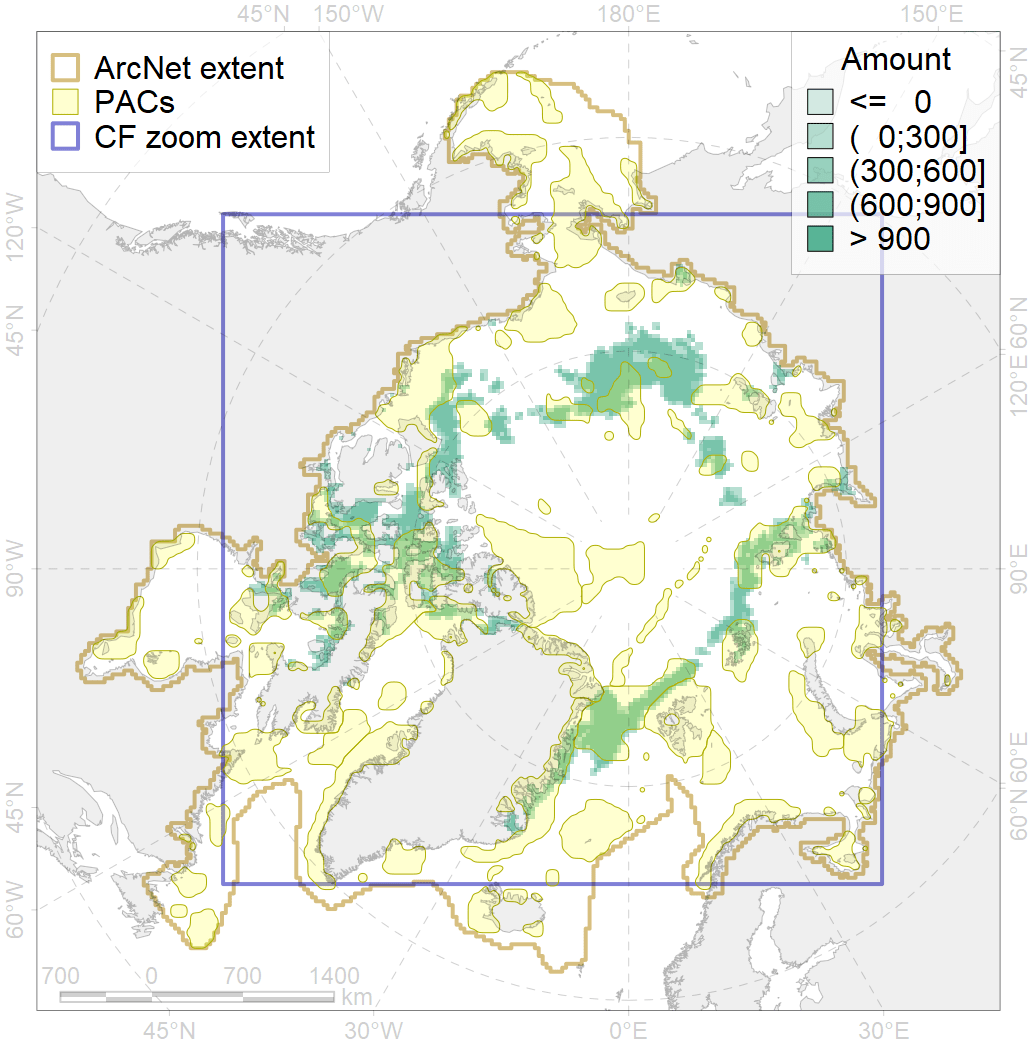 45°N 150°W 180°E 150°E
ArcNet extent
PACs
CF zoom extent
Amount
<= 0
( 0;300]
(300;600]
(600;900]
> 900
120°W
45°N
90°W
45°N
60°W
45°N
60°N
120°E
90°E
60°E
60°N
700 0 700 1400
km
45°N 30°W 0°E 30°E